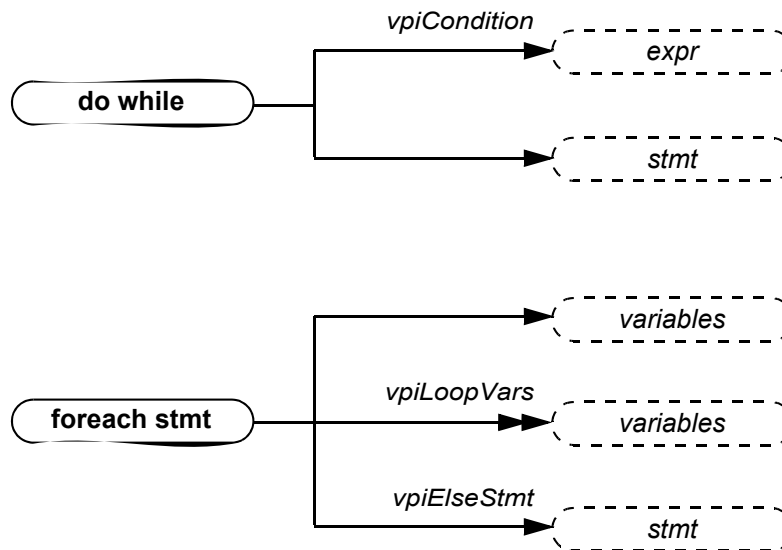 vpiCondition
expr
do while
stmt
variables
vpiLoopVars
foreach stmt
variables
vpiElseStmt
stmt